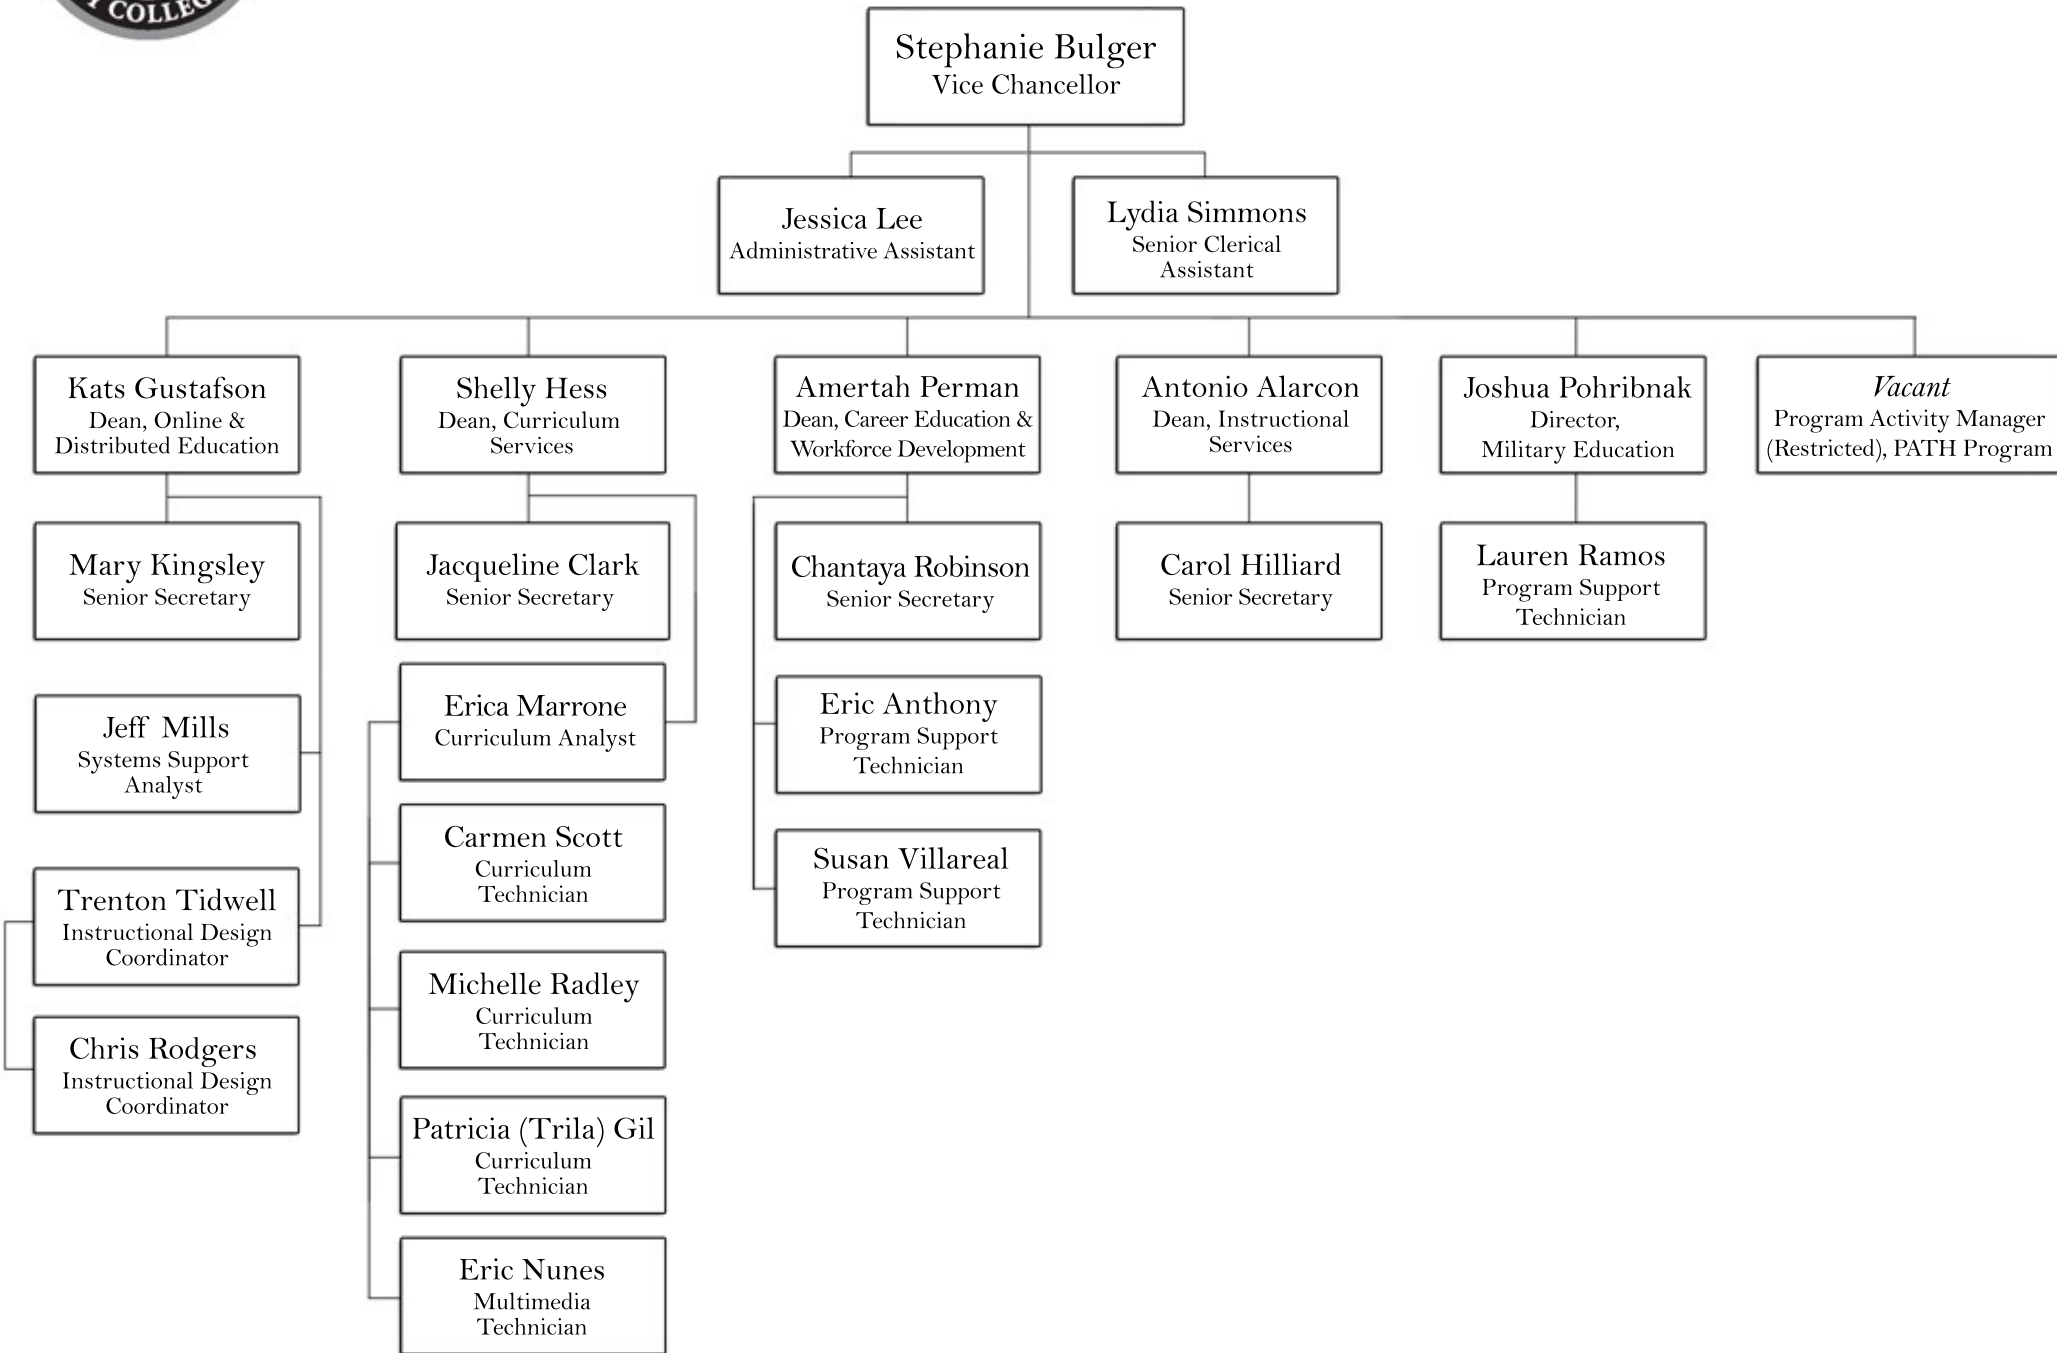 Y COLLEG
Stephanie Bulger
Vice Chancellor
Jessica Lee
Administrative Assistant
Lydia Simmons
Senior Clerical
Assistant
Kats Gustafson
Dean, Online &
Distributed Education
Shelly Hess
Dean, Curriculum
Services
Amertah Perman
Dean, Career Education &
Workforce Development
Antonio Alarcon
Dean, Instructional
Services
Joshua Pohribnak
Director,
Military Education
Vacant
Program Activity Manager
(Restricted), PATH Program
Mary Kingsley
Senior Secretary
Jacqueline Clark
Senior Secretary
Chantaya Robinson
Senior Secretary
Carol Hilliard
Senior Secretary
Lauren Ramos
Program Support
Technician
Jeff Mills
Systems Support
Analyst
Erica Marrone
Curriculum Analyst
Eric Anthony
Program Support
Technician
Trenton Tidwell
Instructional Design
Coordinator
Carmen Scott
Curriculum
Technician
Susan Villareal
Program Support
Technician
Chris Rodgers
Instructional Design
Coordinator
Michelle Radley
Curriculum
Technician
Patricia (Trila) Gil
Curriculum
Technician
Eric Nunes
Multimedia
Technician